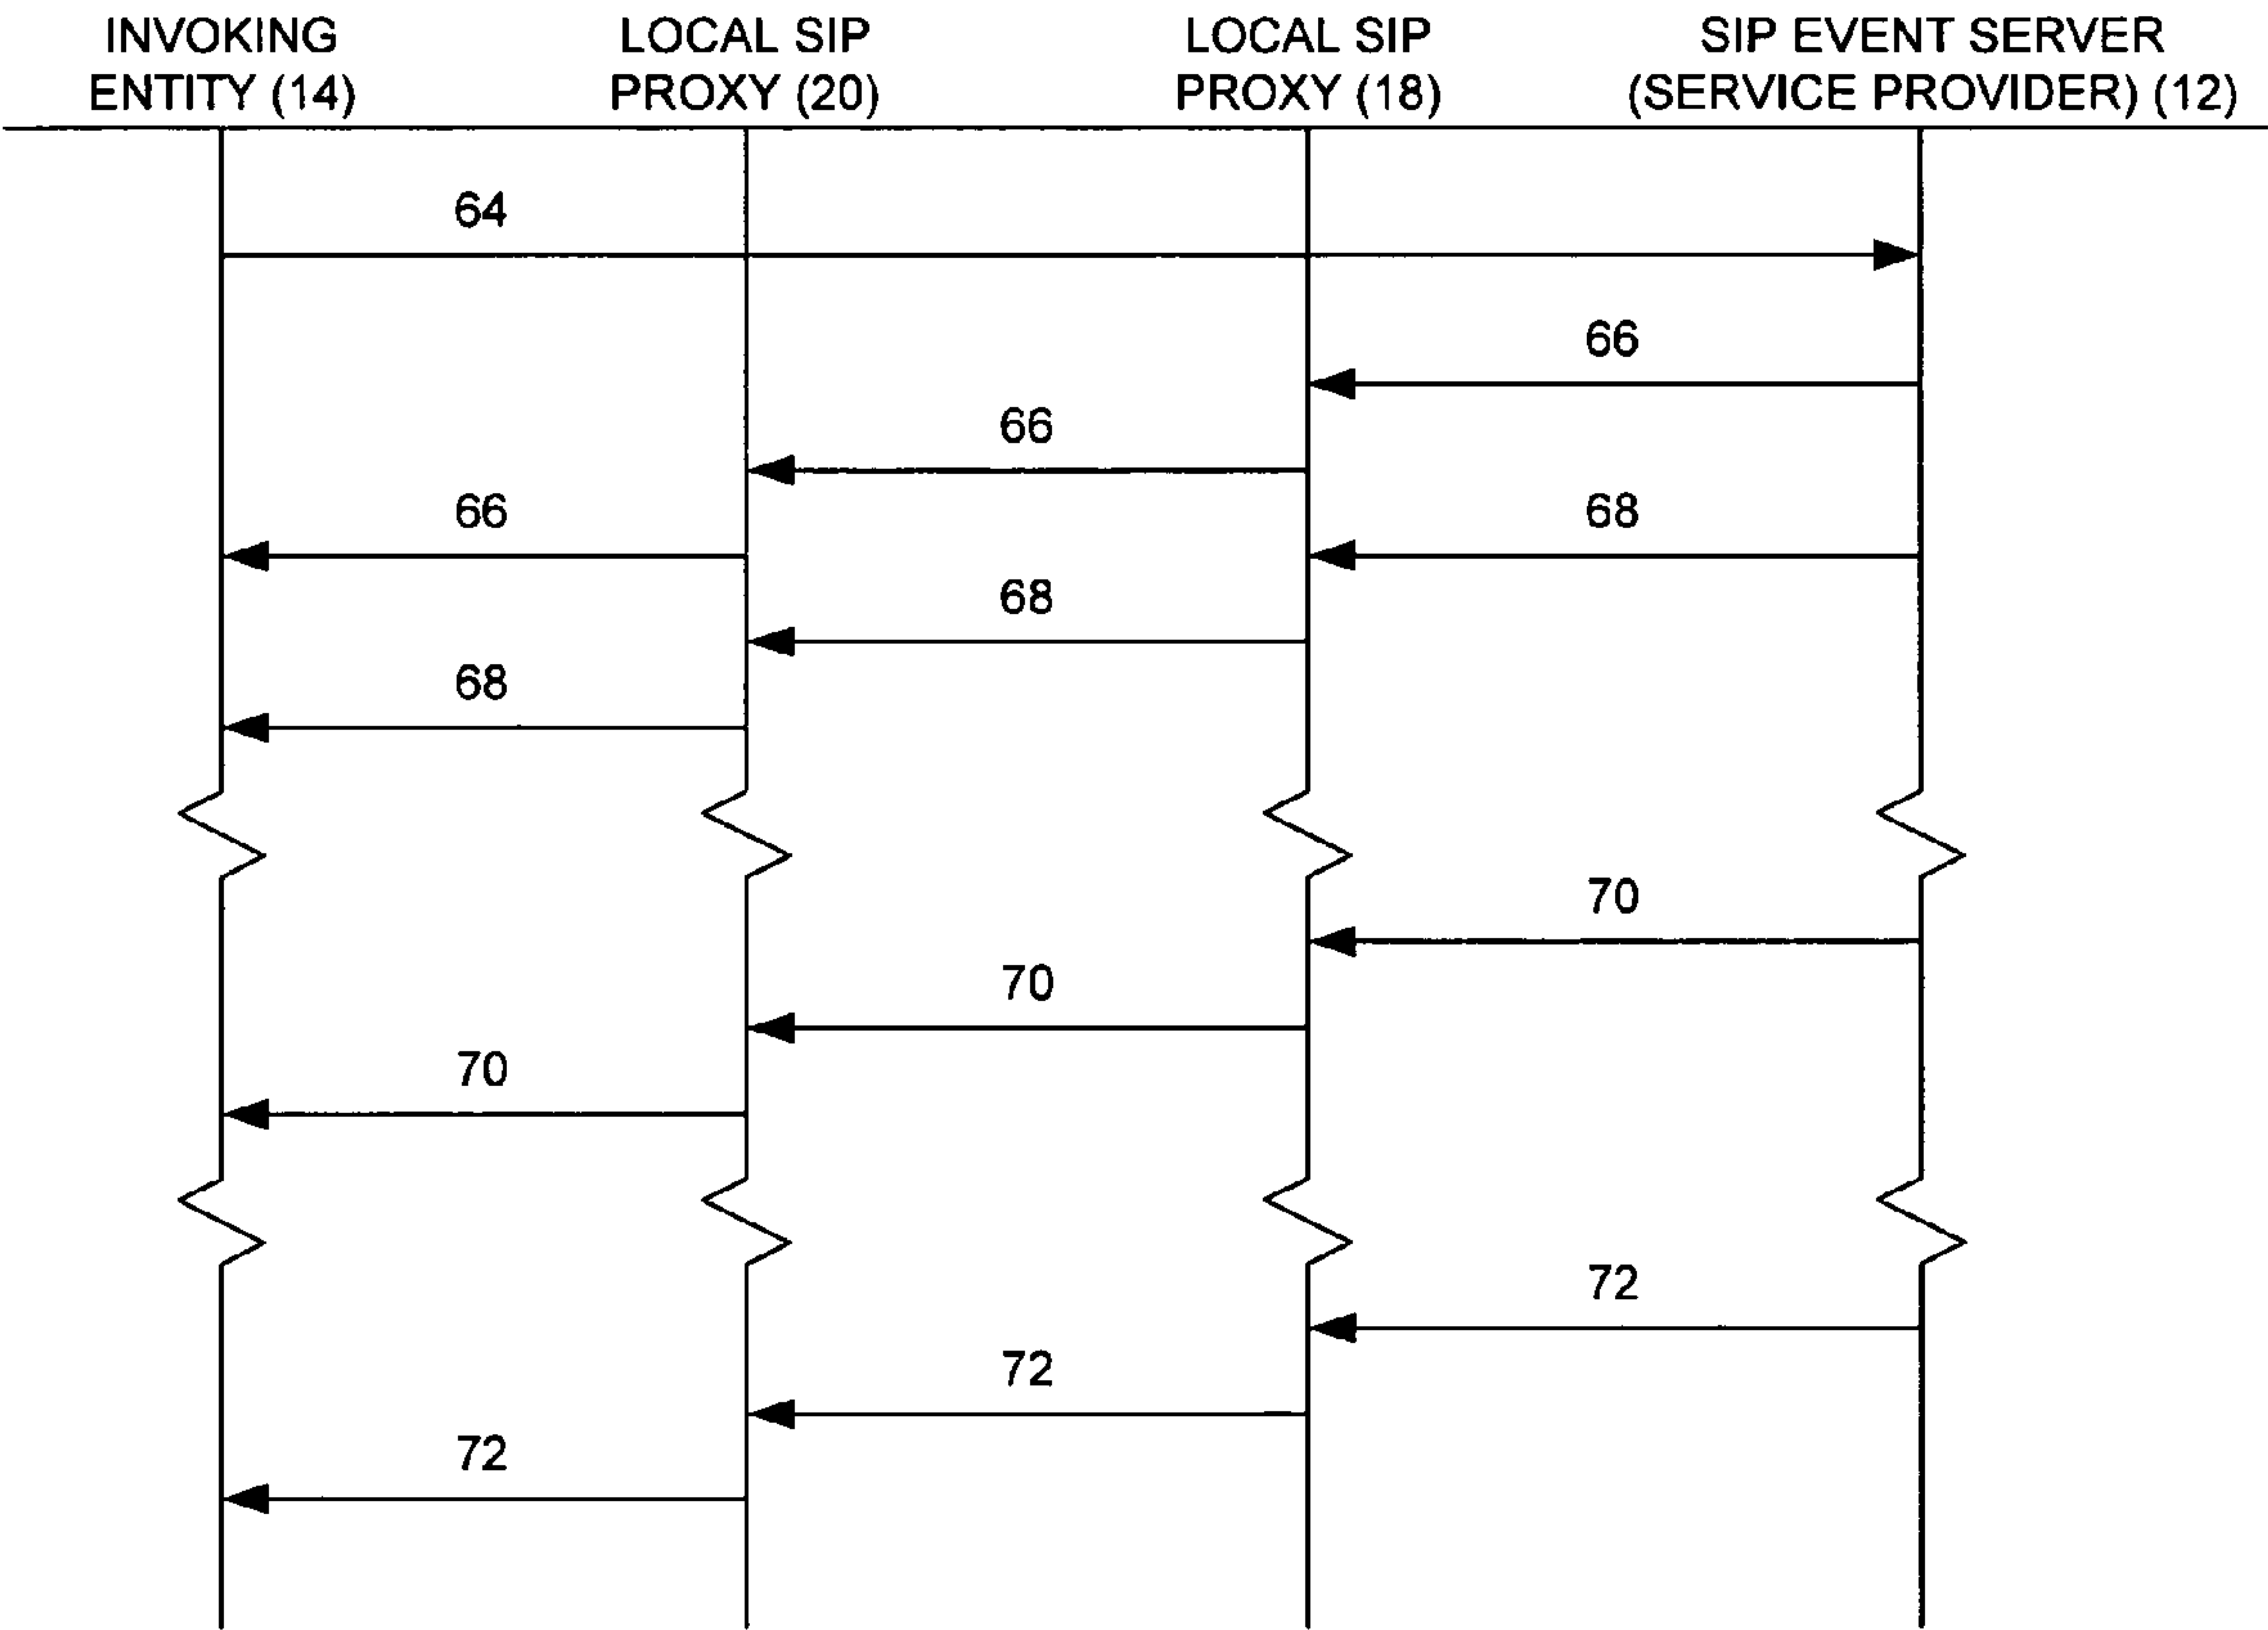 INVOKING
ENTITY (14)
LOCAL SIP
PROXY (20)
LOCAL SIP
PROXY (18)
SIP EVENT SERVER
(SERVICE PROVIDER) (12)
64
66
66
66
68
68
68
70
70
70
72
72
72